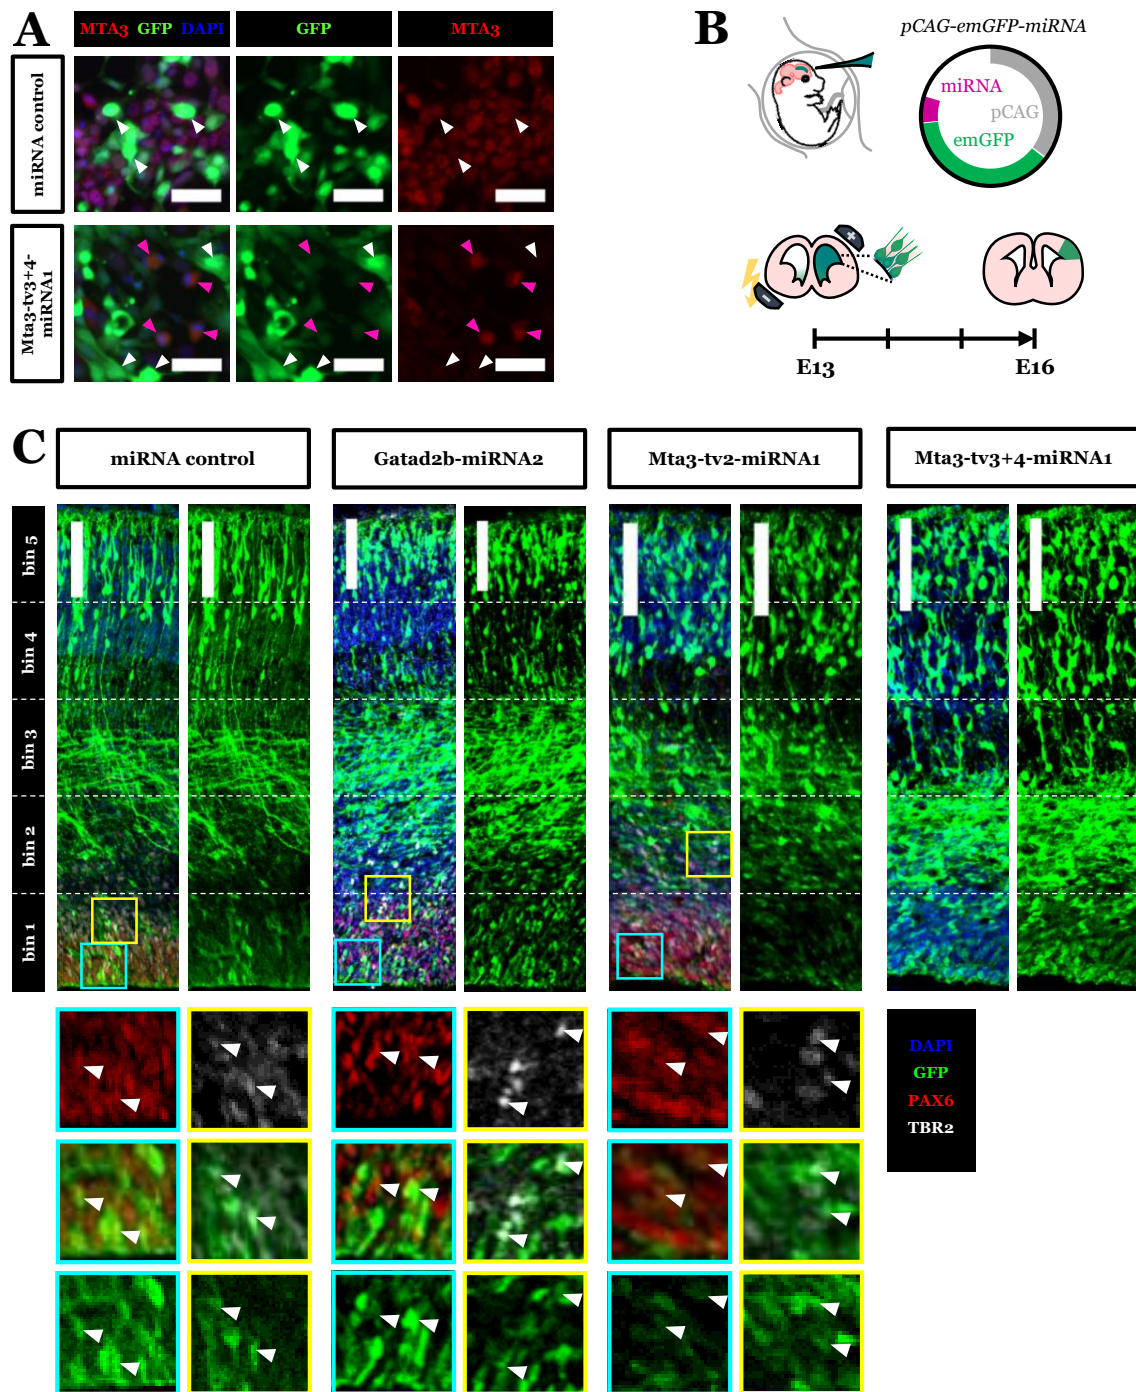 A
MTA3 GFP DAPI
GFP
MTA3
miRNA control
Mta3-tv3+4-
miRNA1
B
pCAG-emGFP-miRNA
miRNA
pCAG
emGFP
+
-
E13
E16
C
miRNA control
Gatad2b-miRNA2
Mta3-tv2-miRNA1
Mta3-tv3+4-miRNA1
bin 5
bin 4
bin 3
bin 2
bin 1
DAPI
GFP
PAX6
TBR2